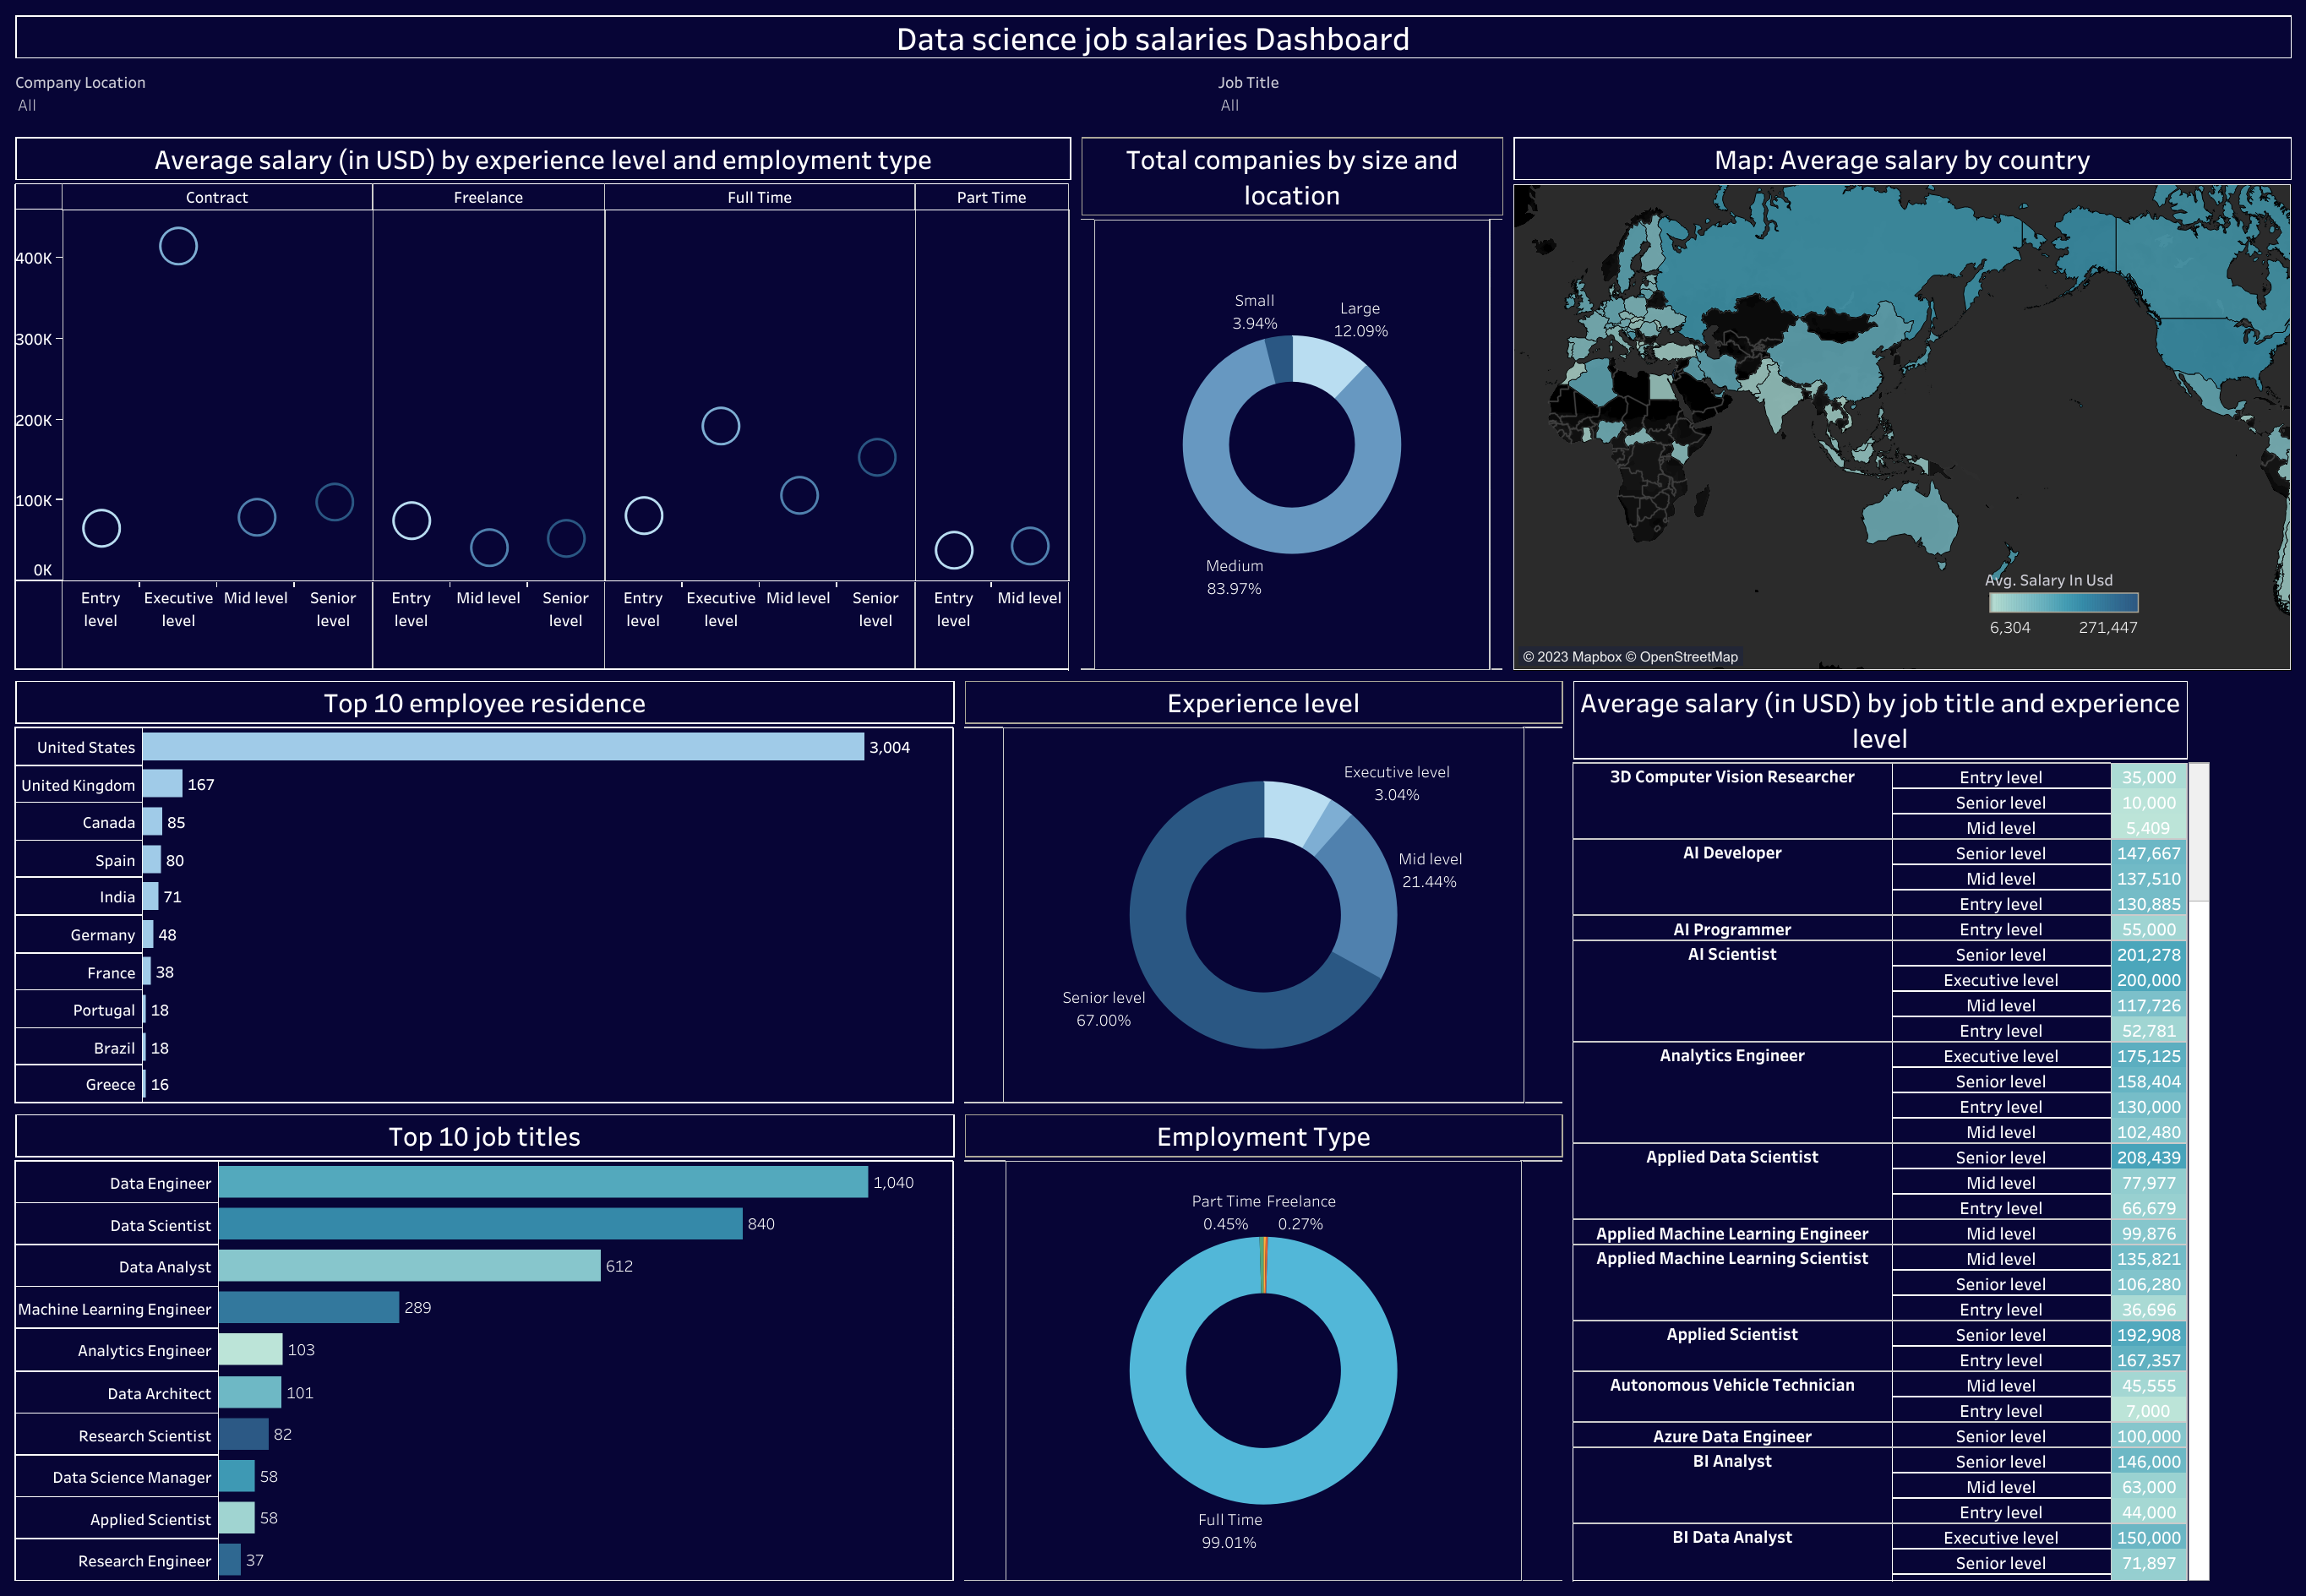 Data science job salaries Dashboard
Company Location
All
Job Title
All
Average salary (in USD) by experience level and employment type
Contract
Freelance
Full Time
Part Time
400K
300K
200K
100K
0K
Entry level
Executive level
Mid level
Senior level
Entry level
Mid level
Senior level
Entry level
Executive level
Mid level
Senior level
Entry level
Mid level
Total companies by size and
location
Small
3.94%
Large
12.09%
Medium
83.97%
Map: Average salary by country
Avg. Salary In Usd
6,304 271,447
© 2023 Mapbox © OpenStreetMap
Top 10 employee residence
United States 3,004
United Kingdom 167
Canada 85
Spain 80
India 71
Germany 48
France 38
Portugal 18
Brazil 18
Greece 16
Experience level
Executive level
3.04%
Mid level
21.44%
Senior level
67.00%
Average salary (in USD) by job title and experience
level
3D Computer Vision Researcher Entry level 35,000
Senior level 10,000
Mid level 5,409
AI Developer Senior level 147,667
Mid level 137,510
Entry level 130,885
AI Programmer Entry level 55,000
AI Scientist Senior level 201,278
Executive level 200,000
Mid level 117,726
Entry level 52,781
Analytics Engineer Executive level 175,125
Senior level 158,404
Entry level 130,000
Mid level 102,480
Applied Data Scientist Senior level 208,439
Mid level 77,977
Entry level 66,679
Applied Machine Learning Engineer Mid level 99,876
Applied Machine Learning Scientist Mid level 135,821
Senior level 106,280
Entry level 36,696
Applied Scientist Senior level 192,908
Entry level 167,357
Autonomous Vehicle Technician Mid level 45,555
Entry level 7,000
Azure Data Engineer Senior level 100,000
BI Analyst Senior level 146,000
Mid level 63,000
Entry level 44,000
BI Data Analyst Executive level 150,000
Senior level 71,897
Top 10 job titles
Data Engineer 1,040
Data Scientist 840
Data Analyst 612
Machine Learning Engineer 289
Analytics Engineer 103
Data Architect 101
Research Scientist 82
Data Science Manager 58
Applied Scientist 58
Research Engineer 37
Employment Type
Part Time
0.45%
Freelance
0.27%
Full Time
99.01%